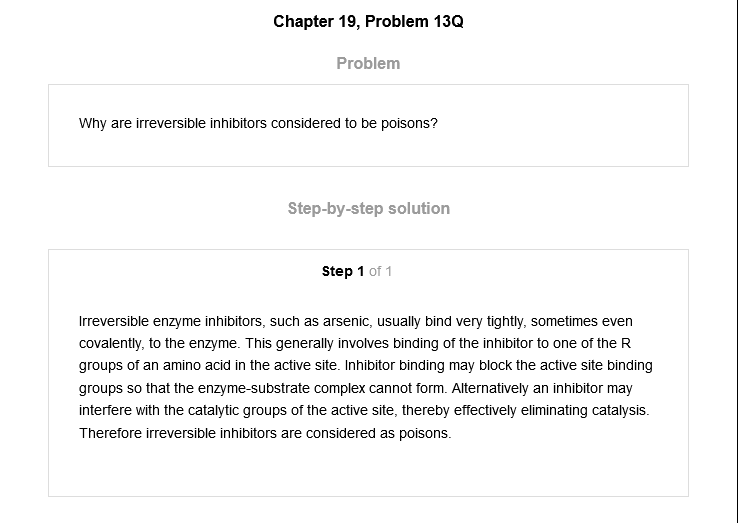 Chapter 19, Problem 13Q
Problem
Why are irreversible inhibitors considered to be poisons?
Step-by-step solution
Step 1 of 1
Irreversible enzyme inhibitors, such as arsenic, usually bind very tightly, sometimes even
covalently, to the enzyme. This generally involves binding of the inhibitor to one of the R
groups of an amino acid in the active site. Inhibitor binding may block the active site binding
groups so that the enzyme-substrate complex cannot form. Alternatively an inhibitor may
interfere with the catalytic groups of the active site, thereby effectively eliminating catalysis.
Therefore irreversible inhibitors are considered as poisons.